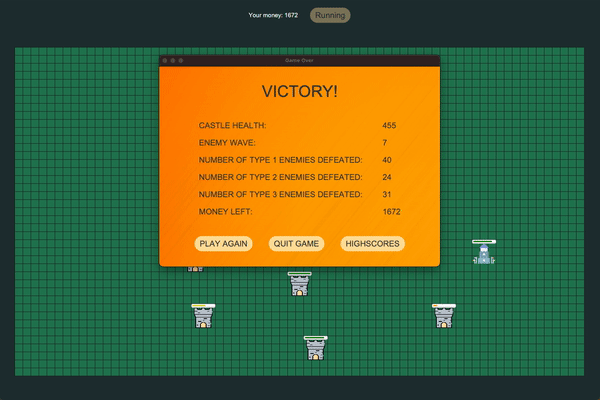 Your money: 1672 Running
Game Over
VICTORY!
CASTLE HEALTH: 455
ENEMY WAVE: 7
NUMBER OF TYPE 1 ENEMIES DEFEATED: 40
NUMBER OF TYPE 2 ENEMIES DEFEATED: 24
NUMBER OF TYPE 3 ENEMIES DEFEATED: 31
MONEY LEFT: 1672
PLAY AGAIN QUIT GAME HIGHSCORES